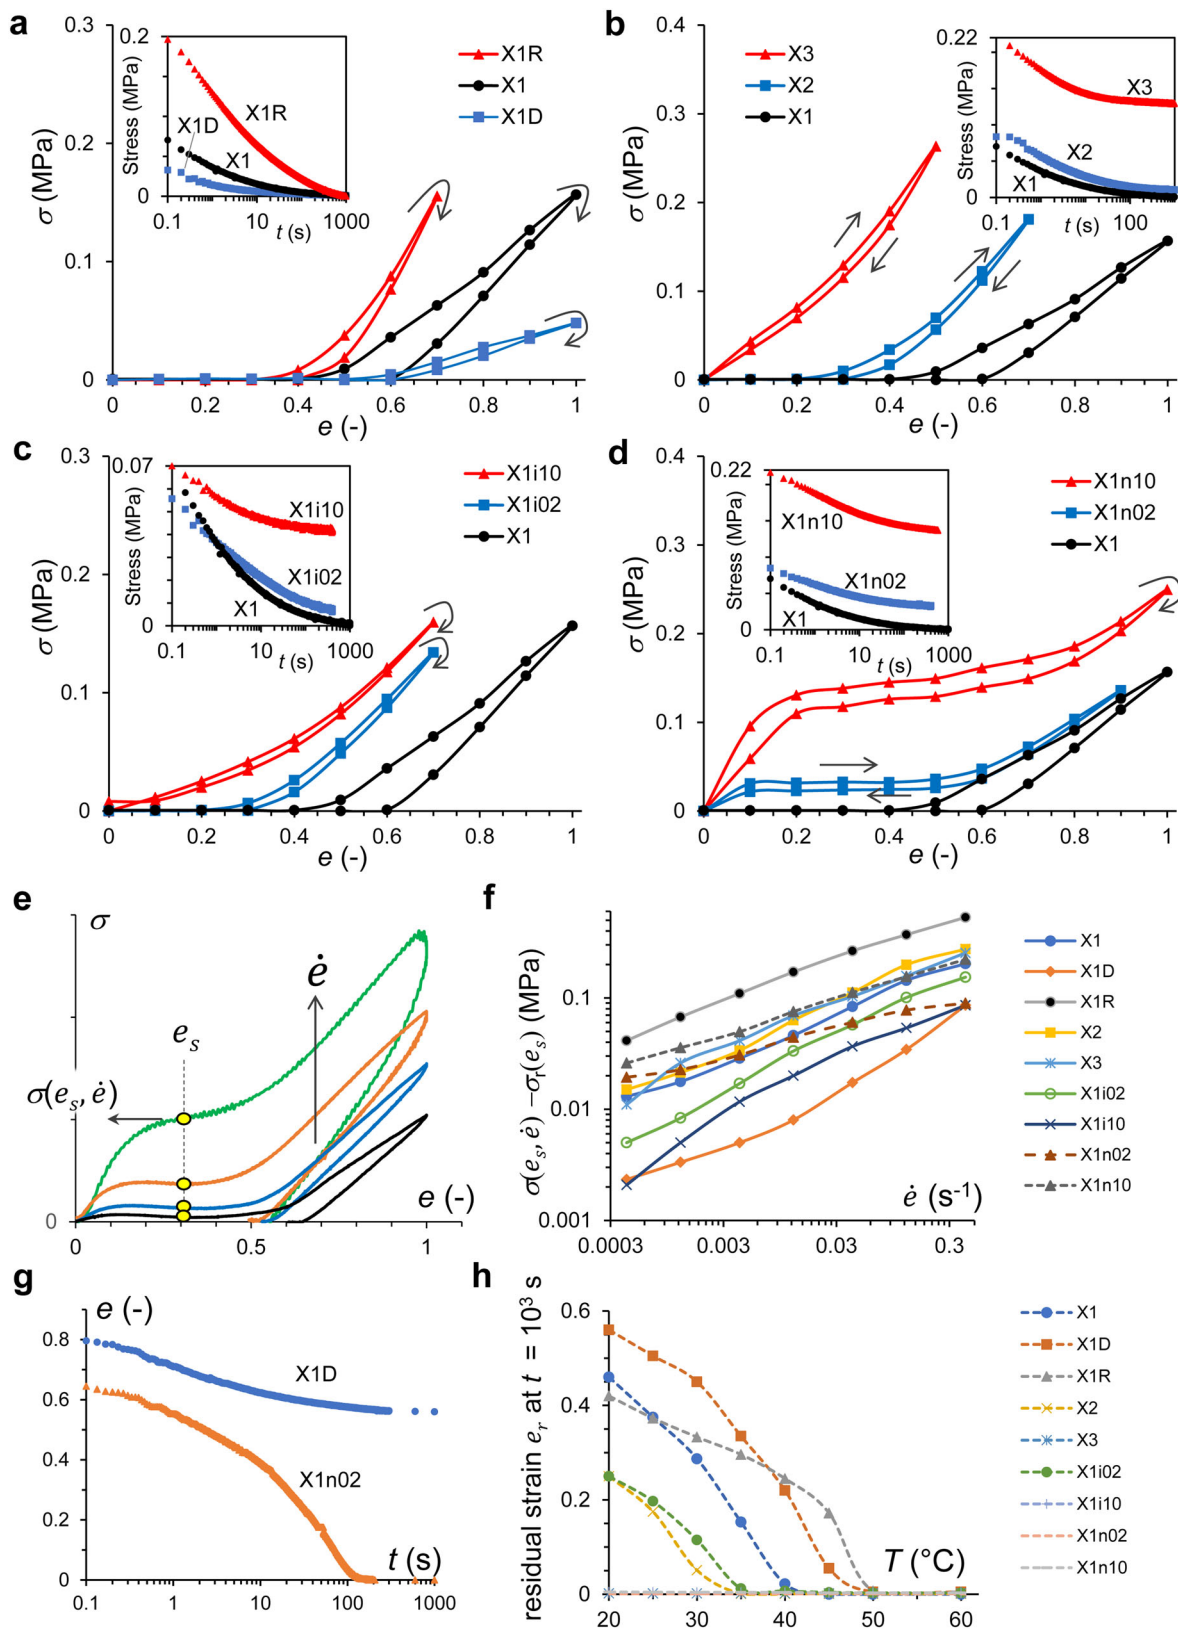 a
0.3
0.2
0.1
0
σ (MPa)
0.2
0
Stress (MPa)
X1D
X1R
X1
0.1
10
1000
t (s)
X1R
X1
X1D
0
0.2
0.4
0.6
0.8
1
e (-)
b
0.4
0.3
0.2
0.1
0
σ (MPa)
X3
X2
X1
0.22
Stress (MPa)
X3
X2
X1
0.1
100
t (s)
0
0.2
0.4
0.6
0.8
1
e (-)
c
0.3
0.2
0.1
0
σ (MPa)
0.07
0
Stress (MPa)
X1i10
X1i02
X1
0.1
10
1000
t (s)
X1i10
X1i02
X1
0
0.2
0.4
0.6
0.8
1
e (-)
d
0.4
0.3
0.2
0.1
0
σ (MPa)
0.22
0
Stress (MPa)
X1n10
X1n02
X1
0.1
10
1000
t (s)
X1n10
X1n02
X1
0
0.2
0.4
0.6
0.8
1
e (-)
e
σ
ė
e_s
σ(e_s, ė)
e (-)
0
0
0.5
1
f
σ(e_s, ė) −σ_r(e_s) (MPa)
0.1
0.01
0.001
ė (s⁻¹)
0.0003
0.003
0.03
0.3
X1
X1D
X1R
X2
X3
X1i02
X1i10
X1n02
X1n10
g
e (-)
0.8
0.6
0.4
0.2
0
X1D
X1n02
t (s)
0.1
1
10
100
1000
h
residual strain e_r at t = 10³ s
0.6
0.4
0.2
0
T (°C)
20
30
40
50
60
X1
X1D
X1R
X2
X3
X1i02
X1i10
X1n02
X1n10